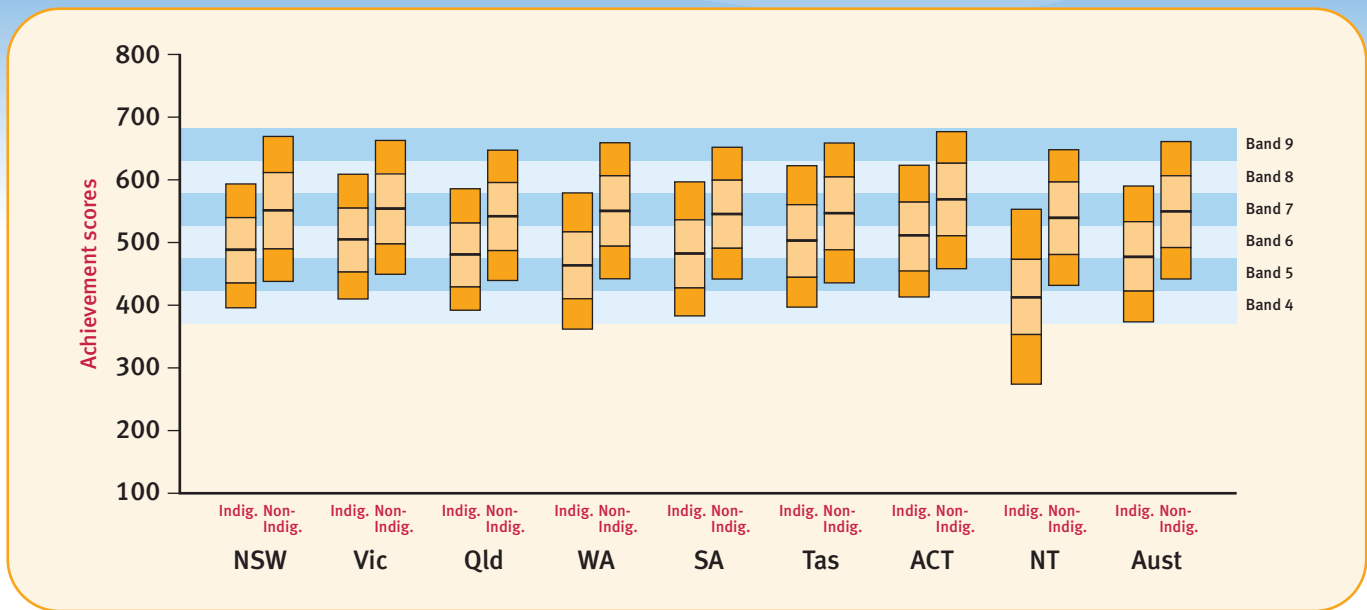 800
700
600
500
400
300
200
100
Achievement scores
Band 9
Band 8
Band 7
Band 6
Band 5
Band 4
Indig. Non-
Indig.
Indig. Non-
Indig.
Indig. Non-
Indig.
Indig. Non-
Indig.
Indig. Non-
Indig.
Indig. Non-
Indig.
Indig. Non-
Indig.
Indig. Non-
Indig.
Indig. Non-
Indig.
NSW Vic Qld WA SA Tas ACT NT Aust